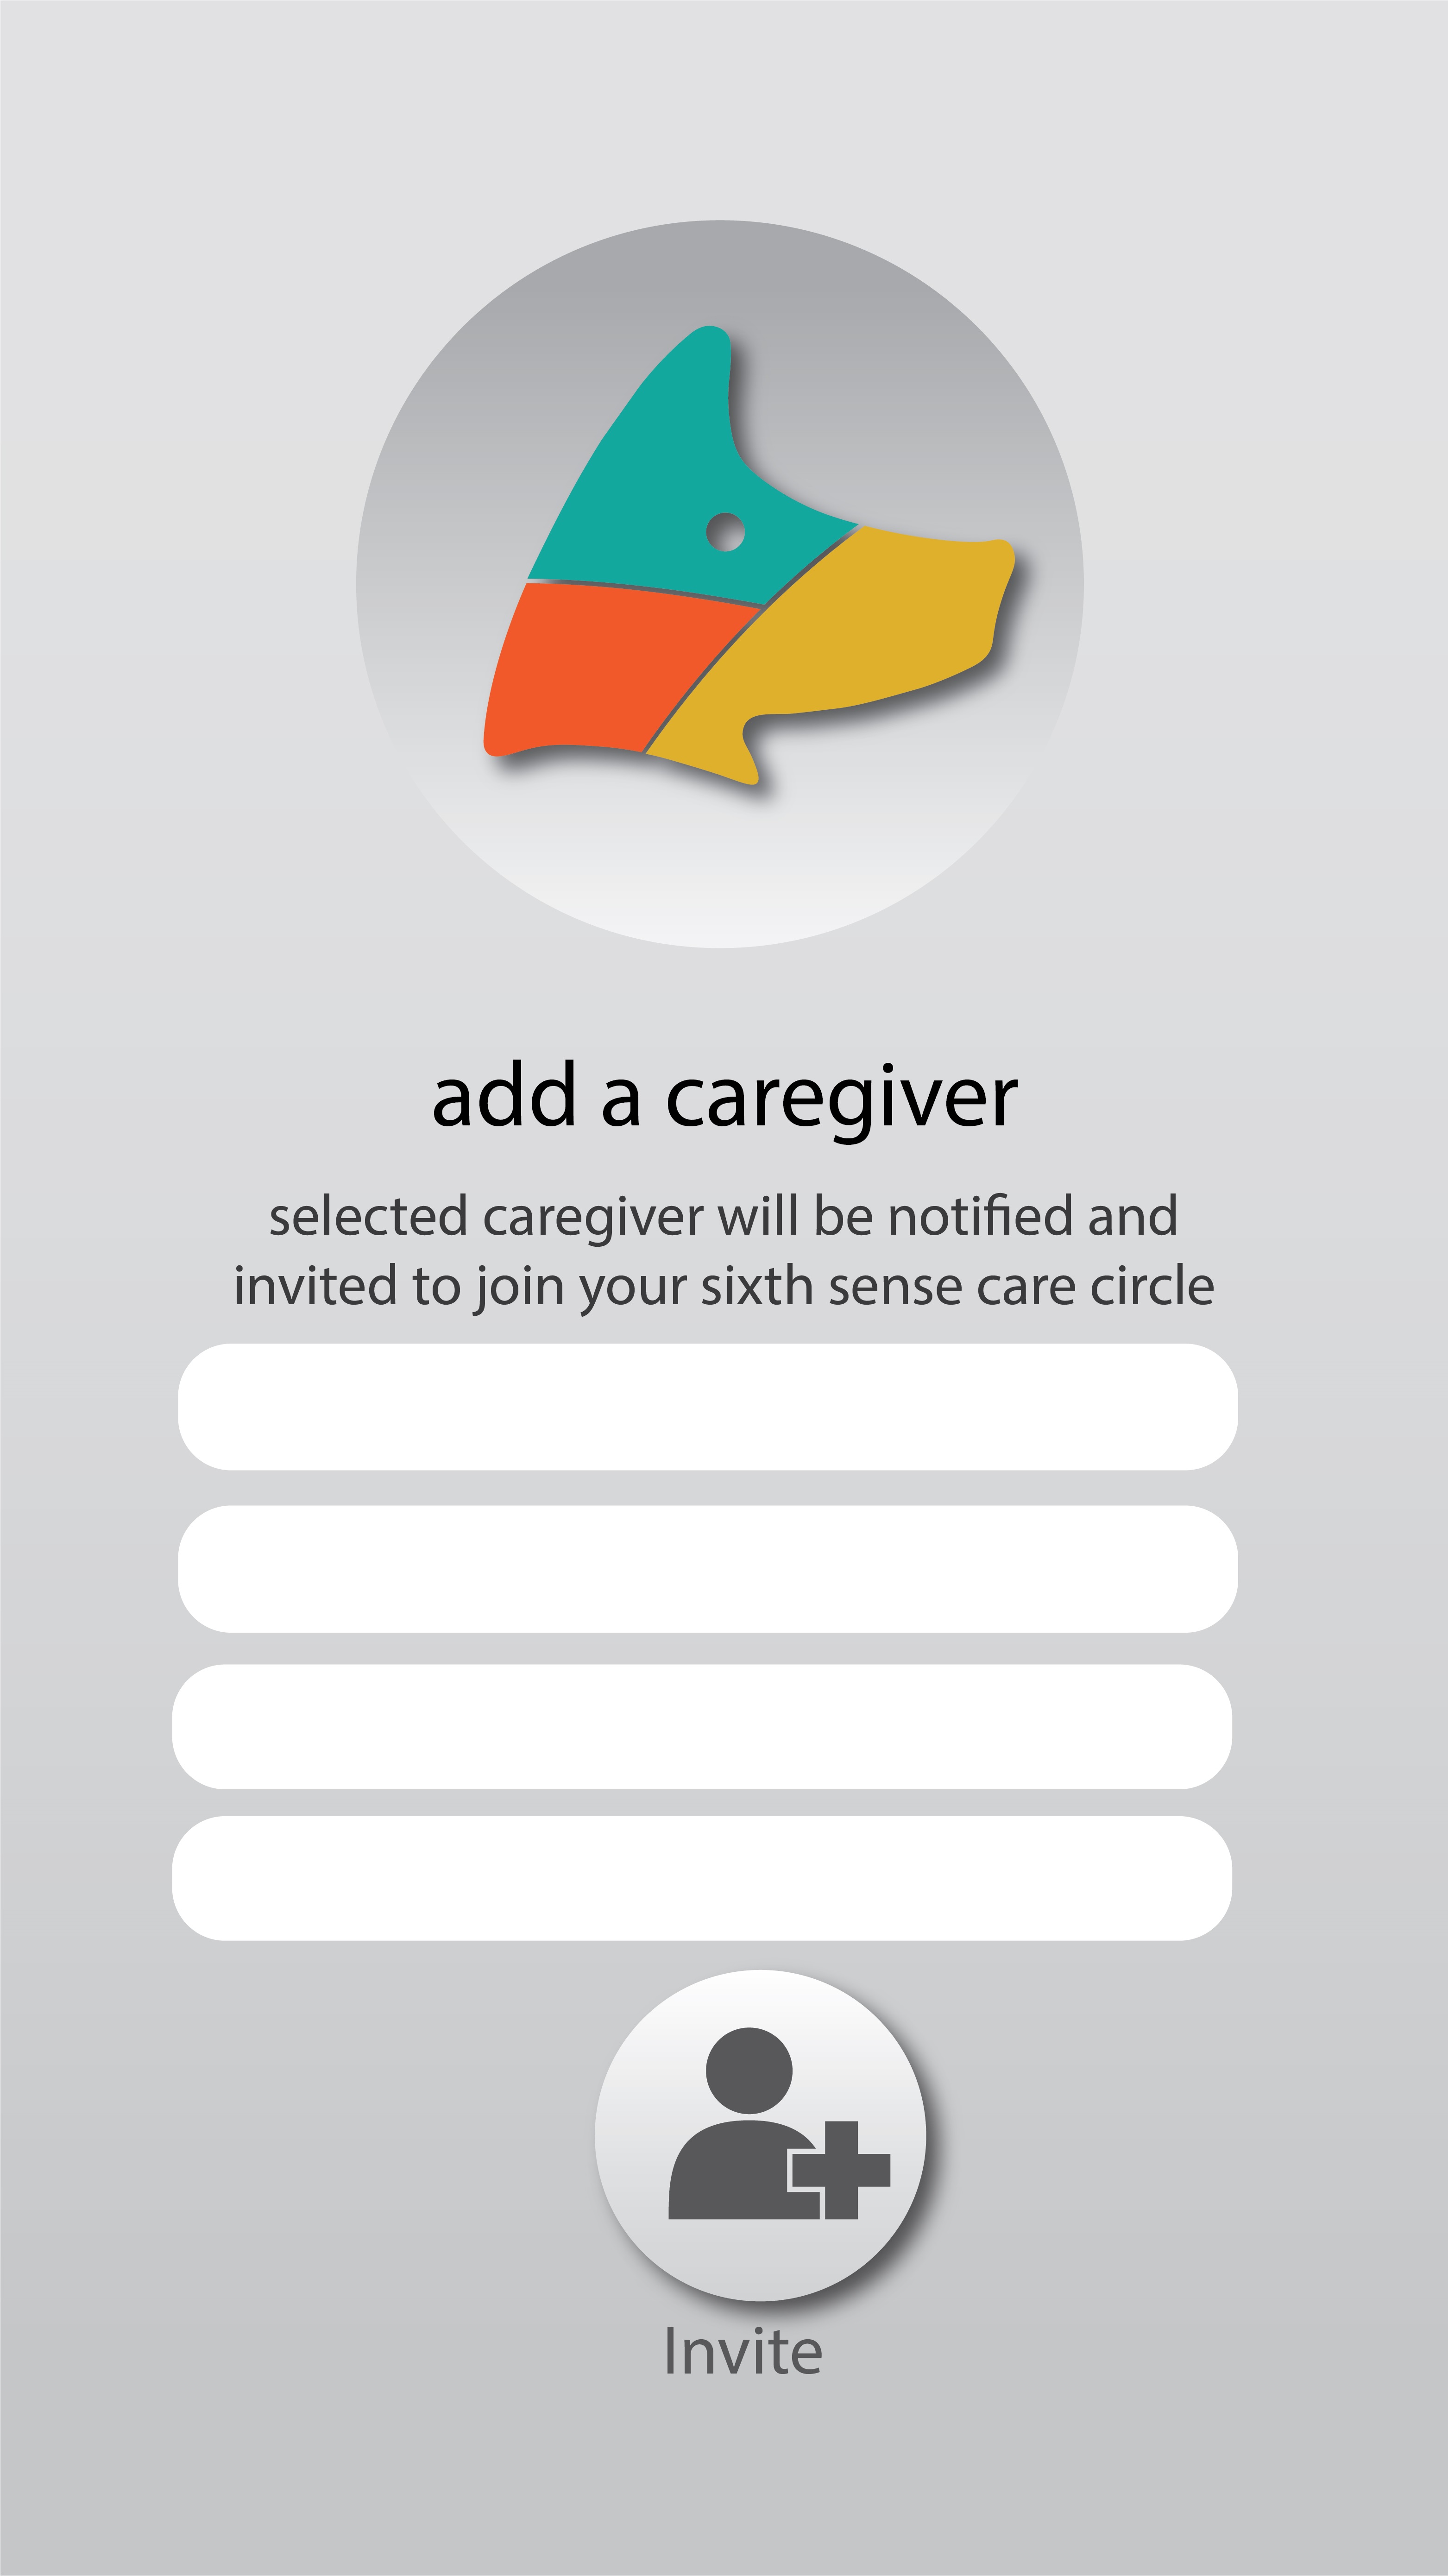 add a caregiver
selected caregiver will be notified and
invited to join your sixth sense care circle
Invite